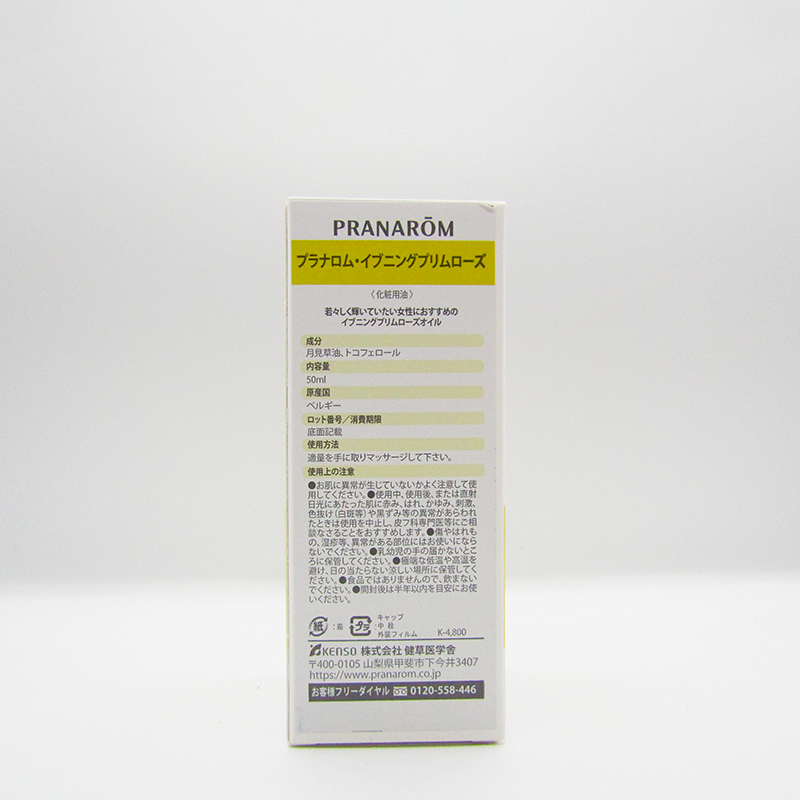 PRANARŌM
プラナロム・イブニングプリムローズ
〈化粧用油〉
若々しく輝いていたい女性におすすめの
イブニングプリムローズオイル
成分
月見草油、トコフェロール
内容量
50ml
原産国
ベルギー
ロット番号／消費期限
底面記載
使用方法
適量を手に取りマッサージして下さい。
使用上の注意
●お肌に異常が生じていないかよく注意して使
用してください。●使用中、使用後、または直射
日光にあたった肌に赤み、はれ、かゆみ、刺激、
色抜け（白斑等）や黒ずみ等の異常があらわれ
たときは使用を中止し、皮フ科専門医等にご相
談なさることをおすすめします。●傷やはれも
の、湿疹等、異常がある部位にはお使いになら
ないでください。●乳幼児の手の届かないとこ
ろに保管してください。●極端な低温や高温を
避け、日の当たらない涼しい場所に保管してく
ださい。●食品ではありませんので、飲まない
でください。●開封後は半年以内を目安にお使
いください。
紙 : 箱 プラ : キャップ
中 栓
外装フィルム K-4,800
KENSO 株式会社 健草医学舎
〒400-0105 山梨県甲斐市下今井3407
https://www.pranarom.co.jp
お客様フリーダイヤル 0120-558-446